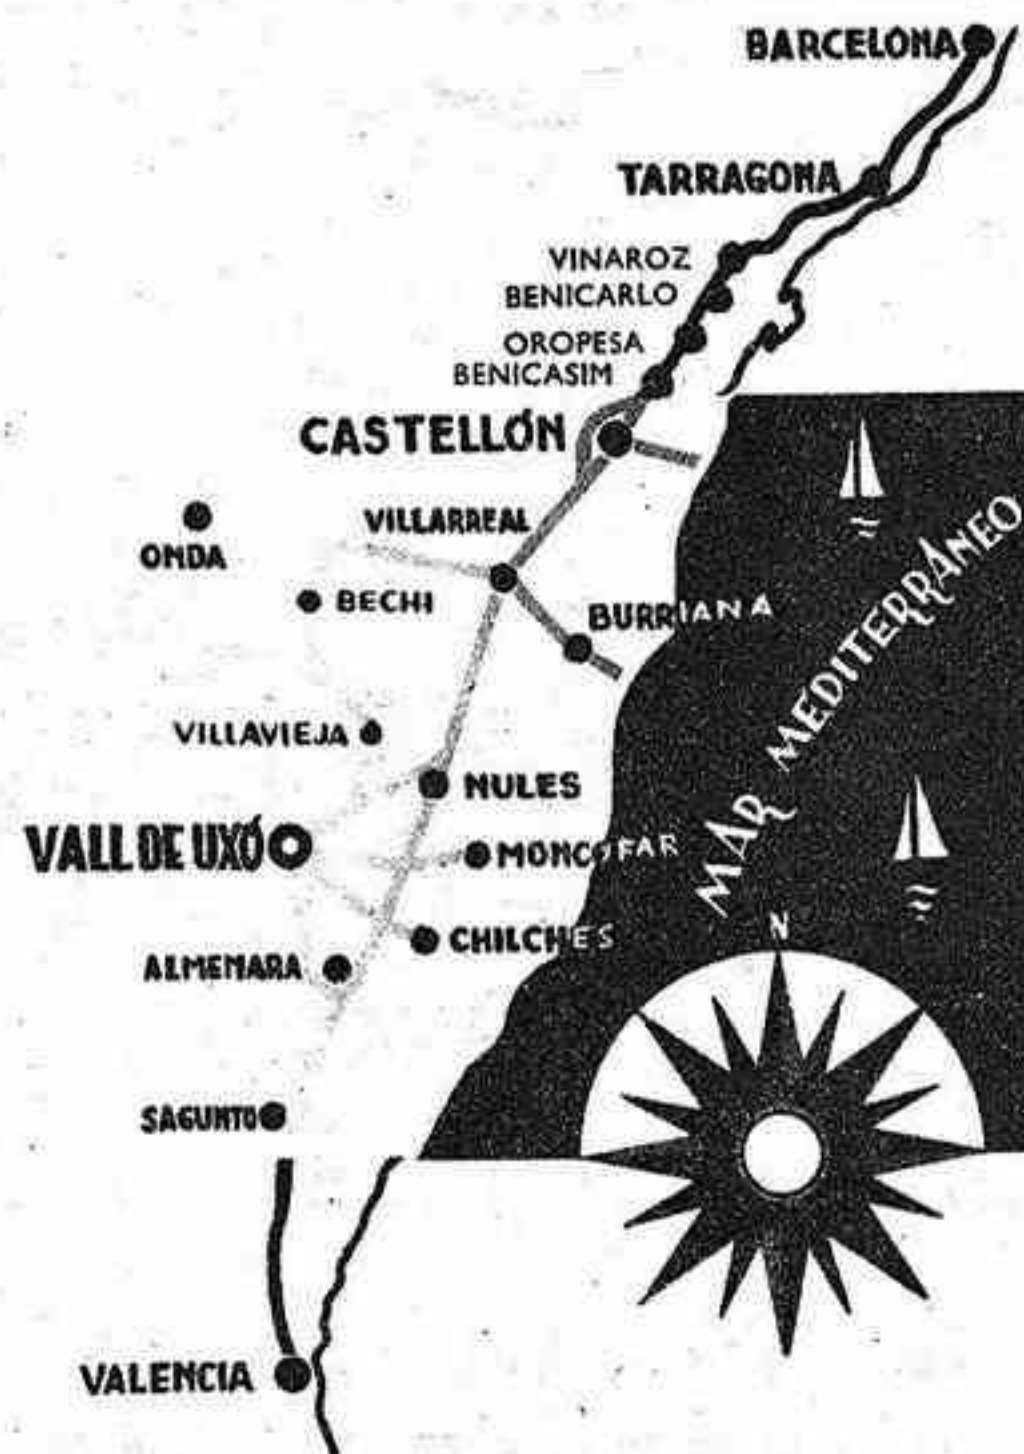 BARCELONA
TARRAGONA
VINAROZ
BENICARLO
OROPESA
BENICASIM
CASTELLÓN
VILLARREAL
ONDA
BECHI
BURRIANA
MAR MEDITERRANEO
VILLAVIEJA
NULES
VALL DE UXÓ
MONCOFAR
N
CHILCHES
ALMENARA
SAGUNTO
VALENCIA